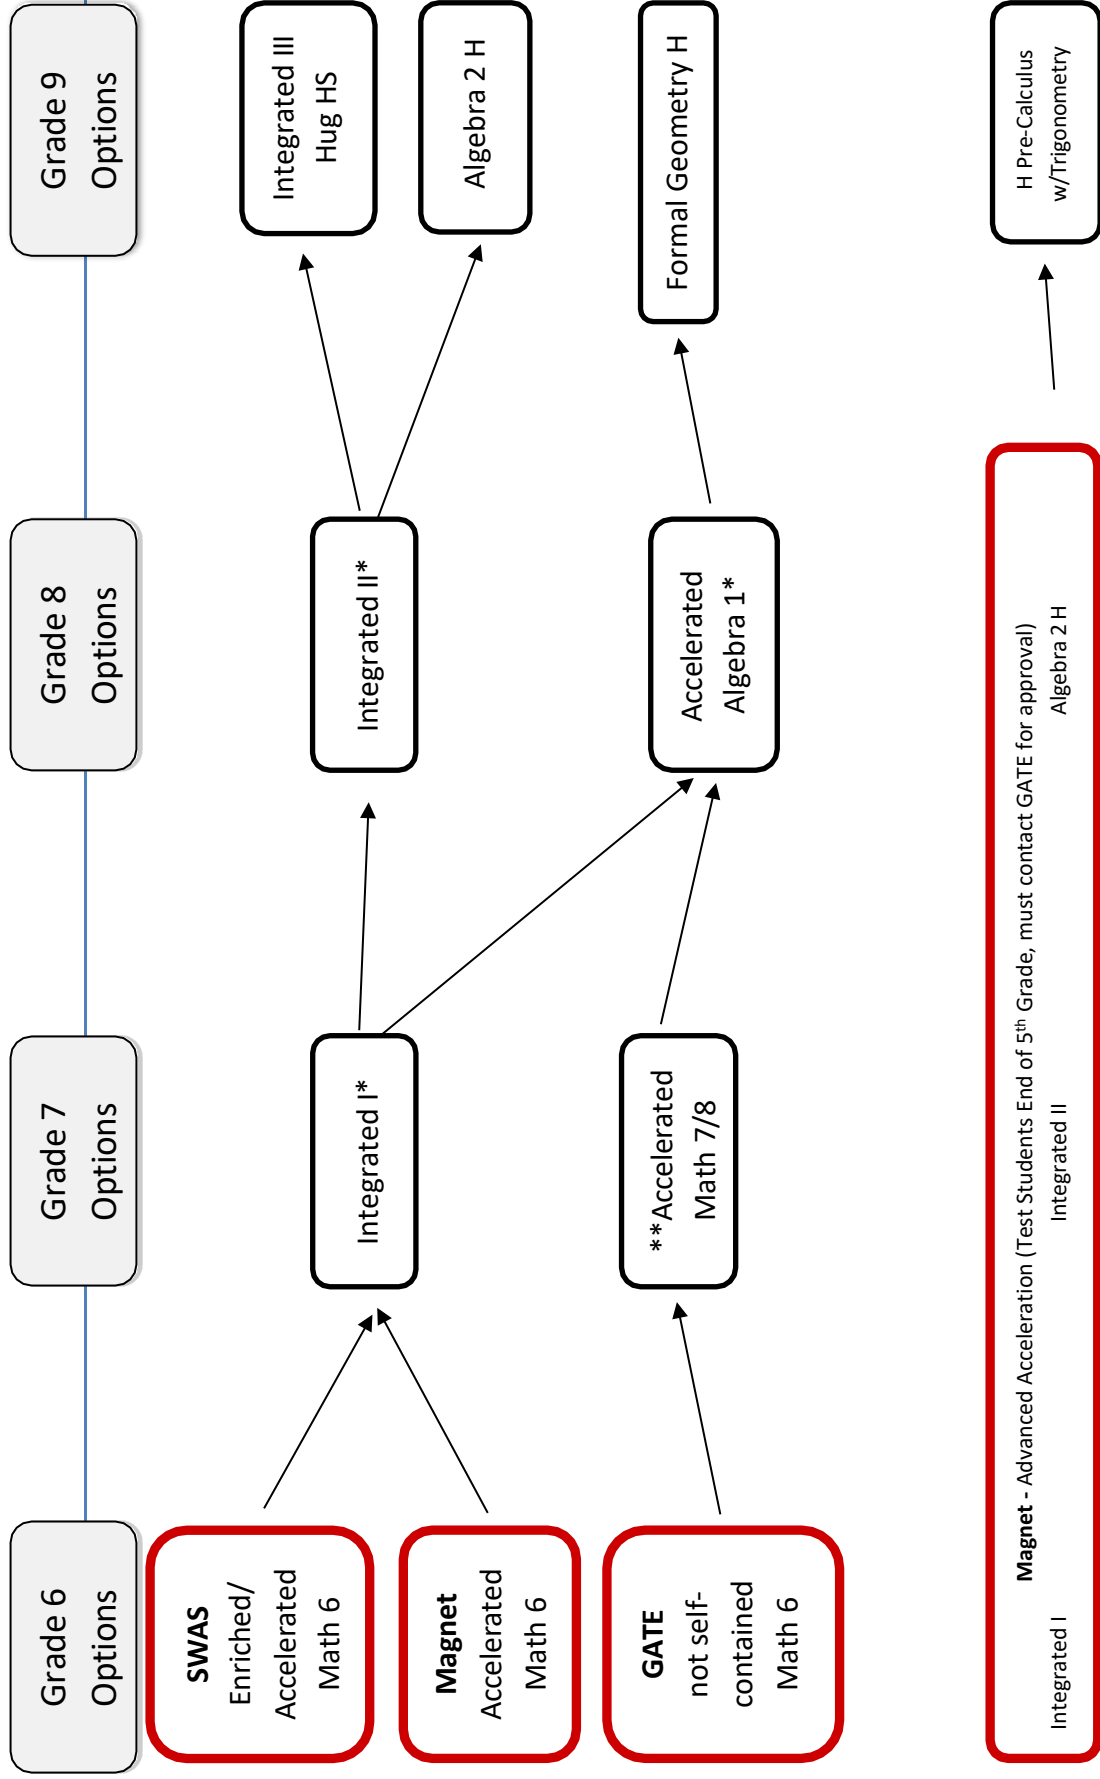 Grade 6
Options
Grade 7
Options
Grade 8
Options
Grade 9
Options
SWAS
Enriched/
Accelerated
Math 6
Magnet
Accelerated
Math 6
GATE
not self-
contained
Math 6
Integrated I*
**Accelerated
Math 7/8
Integrated II*
Accelerated
Algebra 1*
Integrated III
Hug HS
Algebra 2 H
Formal Geometry H
Magnet - Advanced Acceleration (Test Students End of 5th Grade, must contact GATE for approval)
Integrated I Integrated II Algebra 2 H
H Pre-Calculus
w/Trigonometry